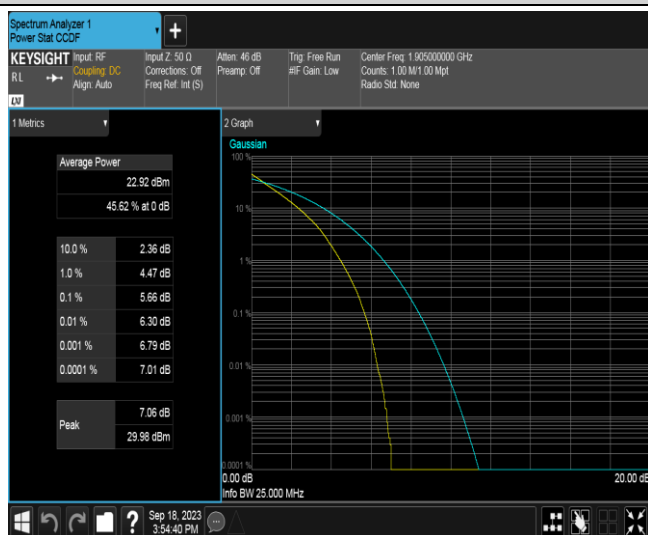 Spectrum Analyzer 1
Power Stat CCDF
+
KEYSIGHT
RL
LXI
Input: RF
Coupling: DC
Align: Auto
Input Z: 50 Ω
Corrections: Off
Freq Ref: Int (S)
Atten: 46 dB
Preamp: Off
Trig: Free Run
#IF Gain: Low
Center Freq: 1.905000000 GHz
Counts: 1.00 M/1.00 Mpt
Radio Std: None
1 Metrics
Average Power
22.92 dBm
45.62 % at 0 dB
10.0 % 2.36 dB
1.0 % 4.47 dB
0.1 % 5.66 dB
0.01 % 6.30 dB
0.001 % 6.79 dB
0.0001 % 7.01 dB
Peak
7.06 dB
29.98 dBm
2 Graph
Gaussian
100 %
10 %
1 %
0.1 %
0.01 %
0.001 %
0.0001 %
0.00 dB
20.00 dB
Info BW 25.000 MHz
?
Sep 18, 2023
3:54:40 PM